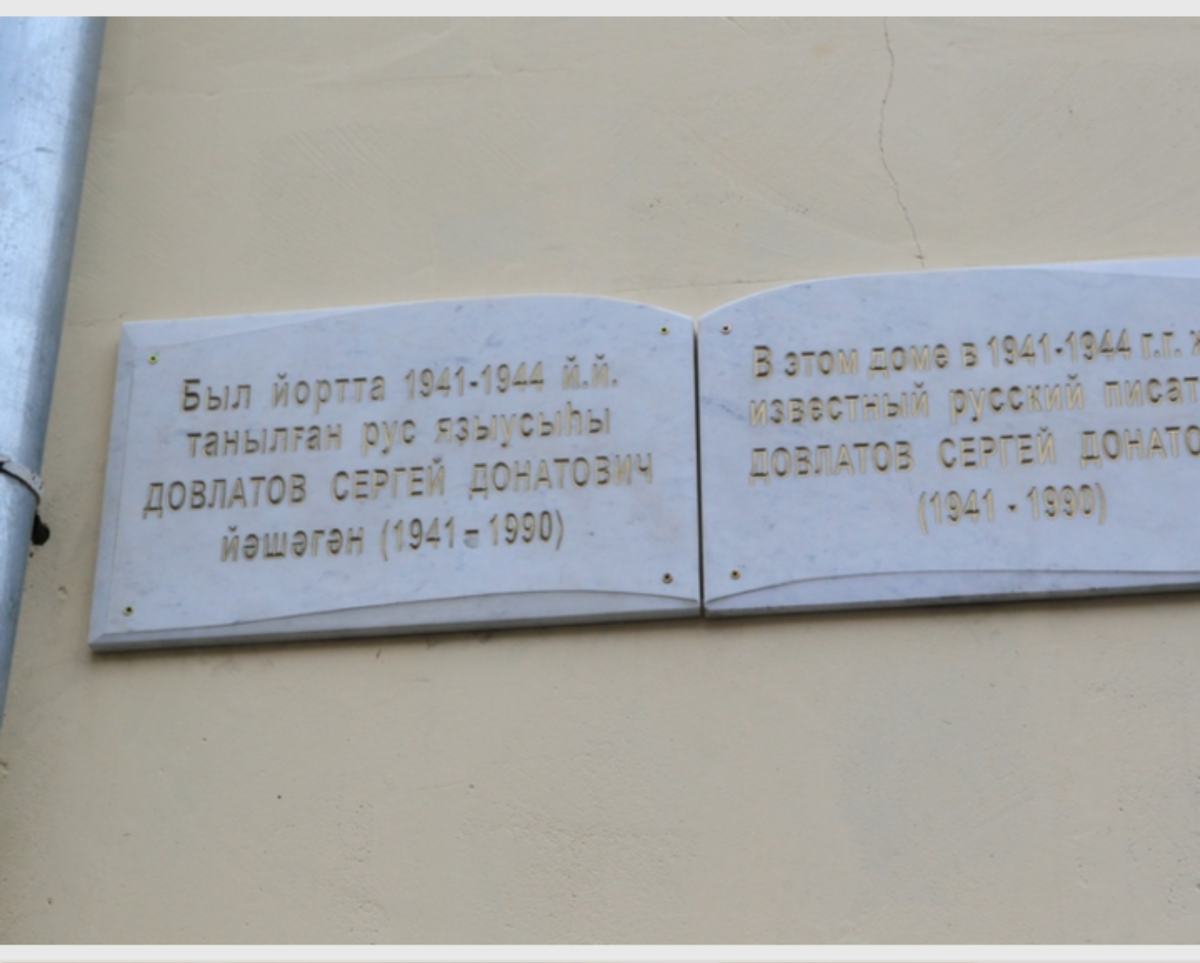 Был йортта 1941-1944 й.й.
танылған рус яҙыусыһы
ДОВЛАТОВ СЕРГЕЙ ДОНАТОВИЧ
йәшәгән (1941 – 1990)
В этом доме в 1941-1944 г.г.
известный русский
ДОВЛАТОВ СЕРГЕЙ
(1941 - 1990)